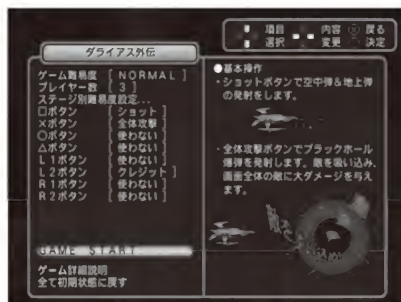 項目 内容 戻る
選択 変更 決定
ダライアス外伝
ゲーム難易度 [ NORMAL ]
プレイヤー数 [ 3 ]
ステージ別難易度設定...
□ボタン [ ショット ]
×ボタン [ 全体攻撃 ]
○ボタン [ 使わない ]
△ボタン [ 使わない ]
L1ボタン [ 使わない ]
L2ボタン [ クレジット ]
R1ボタン [ 使わない ]
R2ボタン [ 使わない ]
GAME START
ゲーム詳細説明
全て初期状態に戻す
●基本操作
・ショットボタンで空中弾&地上弾
の発射をします。
・全体攻撃ボタンでブラックホール
爆弾を発射します。敵を吸い込み、
画面全体の敵に大ダメージを与え
ます。